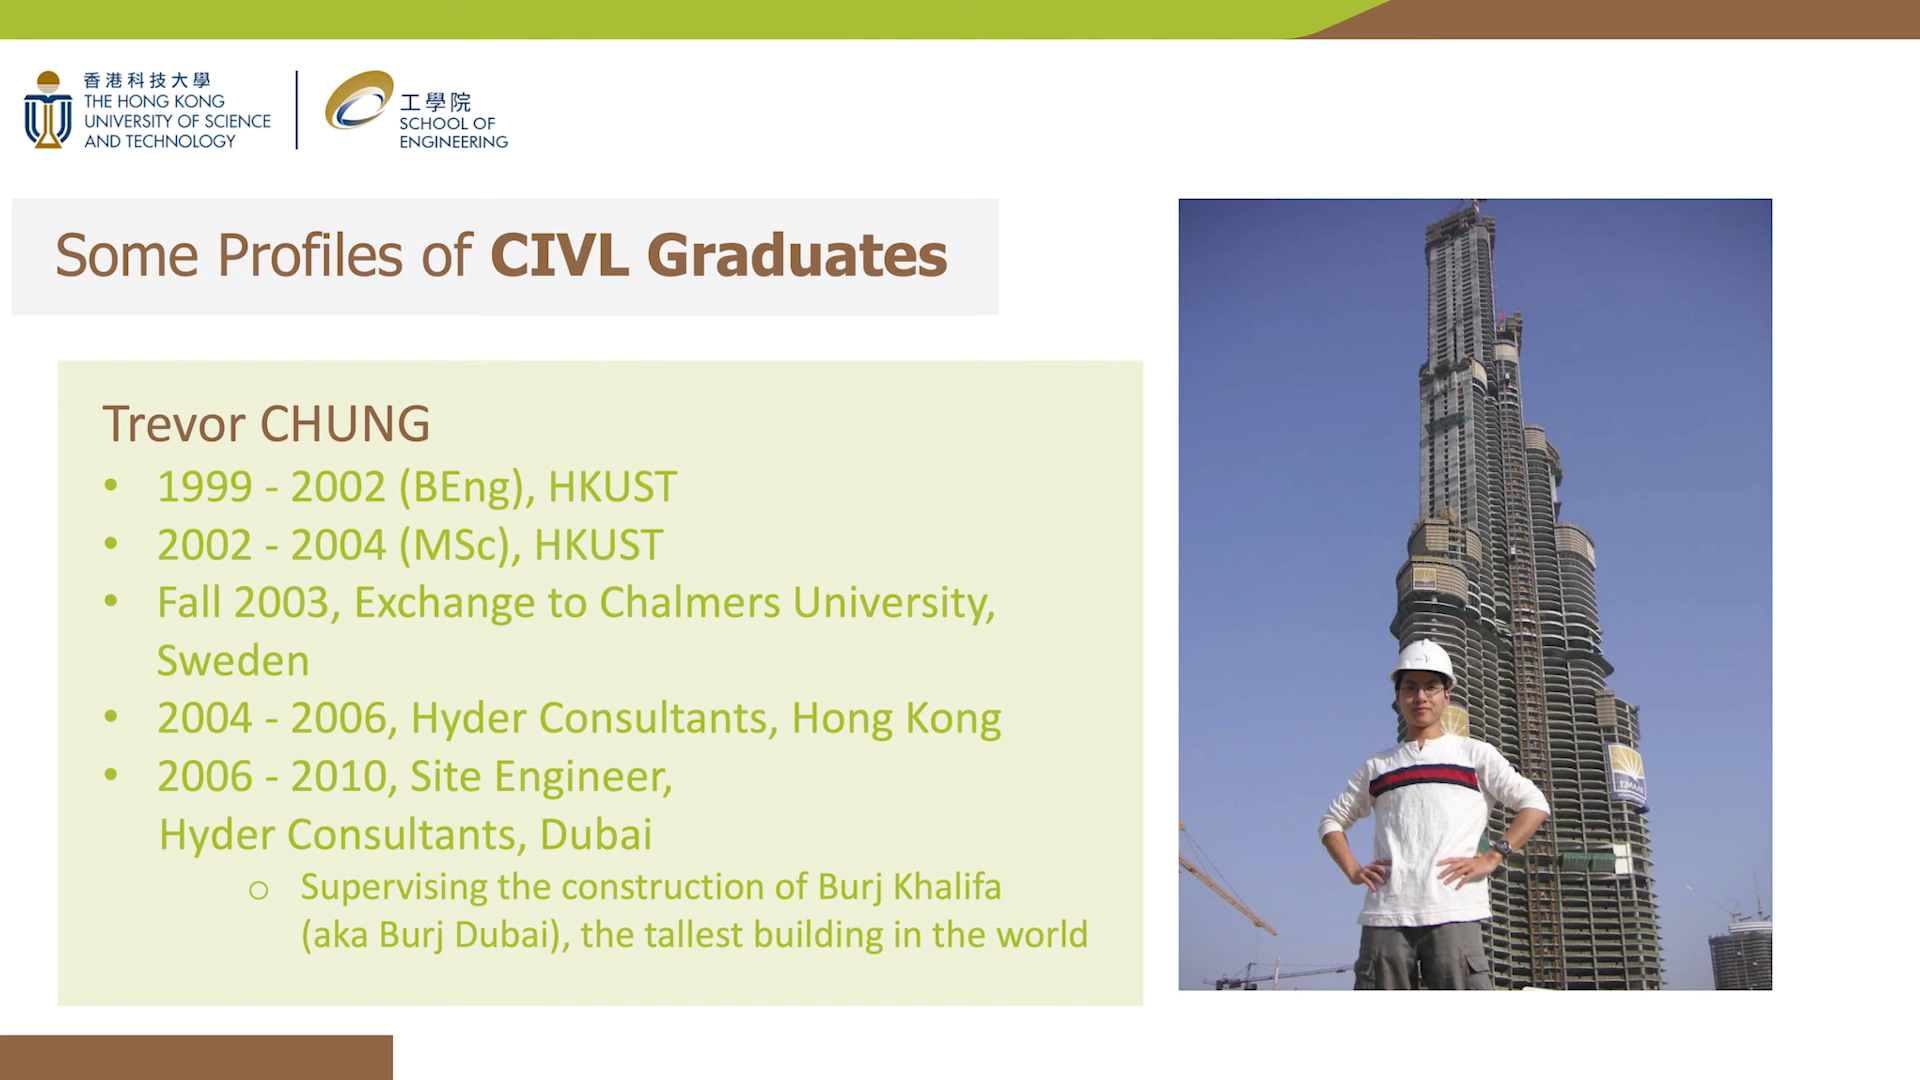 香港科技大學
THE HONG KONG
UNIVERSITY OF SCIENCE
AND TECHNOLOGY
工學院
SCHOOL OF
ENGINEERING
Some Profiles of CIVL Graduates
Trevor CHUNG
• 1999 - 2002 (BEng), HKUST
• 2002 - 2004 (MSc), HKUST
• Fall 2003, Exchange to Chalmers University,
Sweden
• 2004 - 2006, Hyder Consultants, Hong Kong
• 2006 - 2010, Site Engineer,
Hyder Consultants, Dubai
o Supervising the construction of Burj Khalifa
(aka Burj Dubai), the tallest building in the world
EMAAR